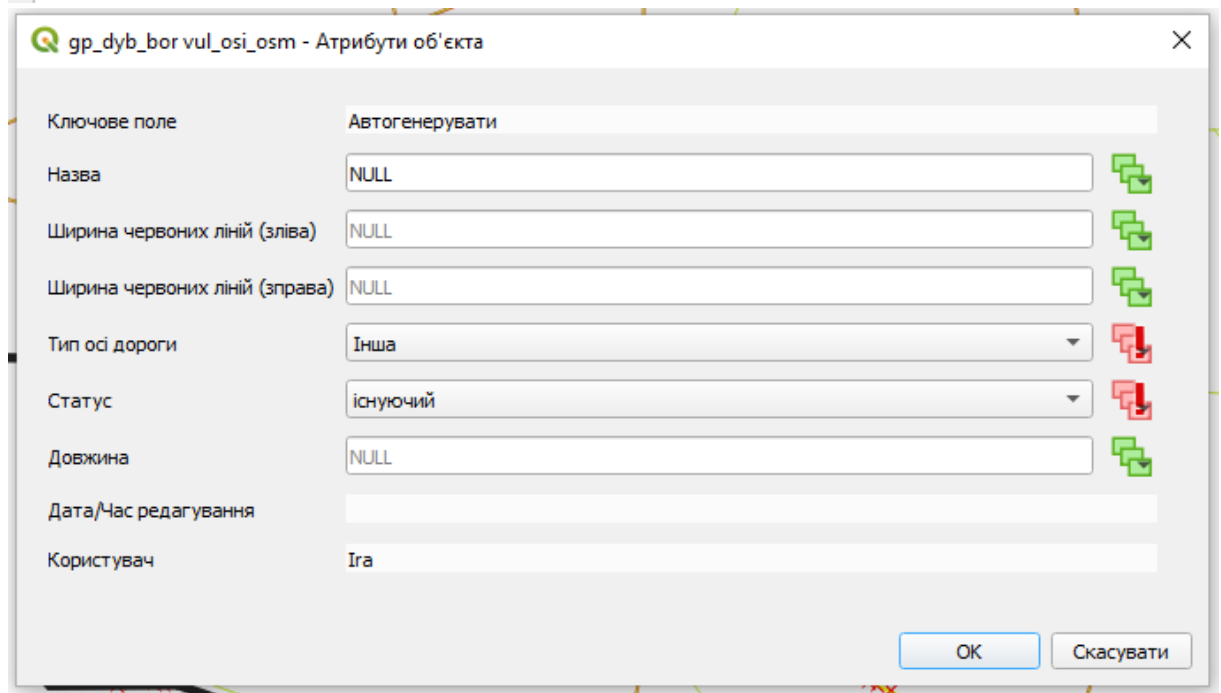 gp_dyb_bor vul_osi_osm - Атрибути об'єкта
Ключове поле Автогенерувати
Назва NULL
Ширина червоних ліній (зліва) NULL
Ширина червоних ліній (зправа) NULL
Тип осі дороги Інша
Статус існуючий
Довжина NULL
Дата/Час редагування
Користувач Ira
OK Скасувати